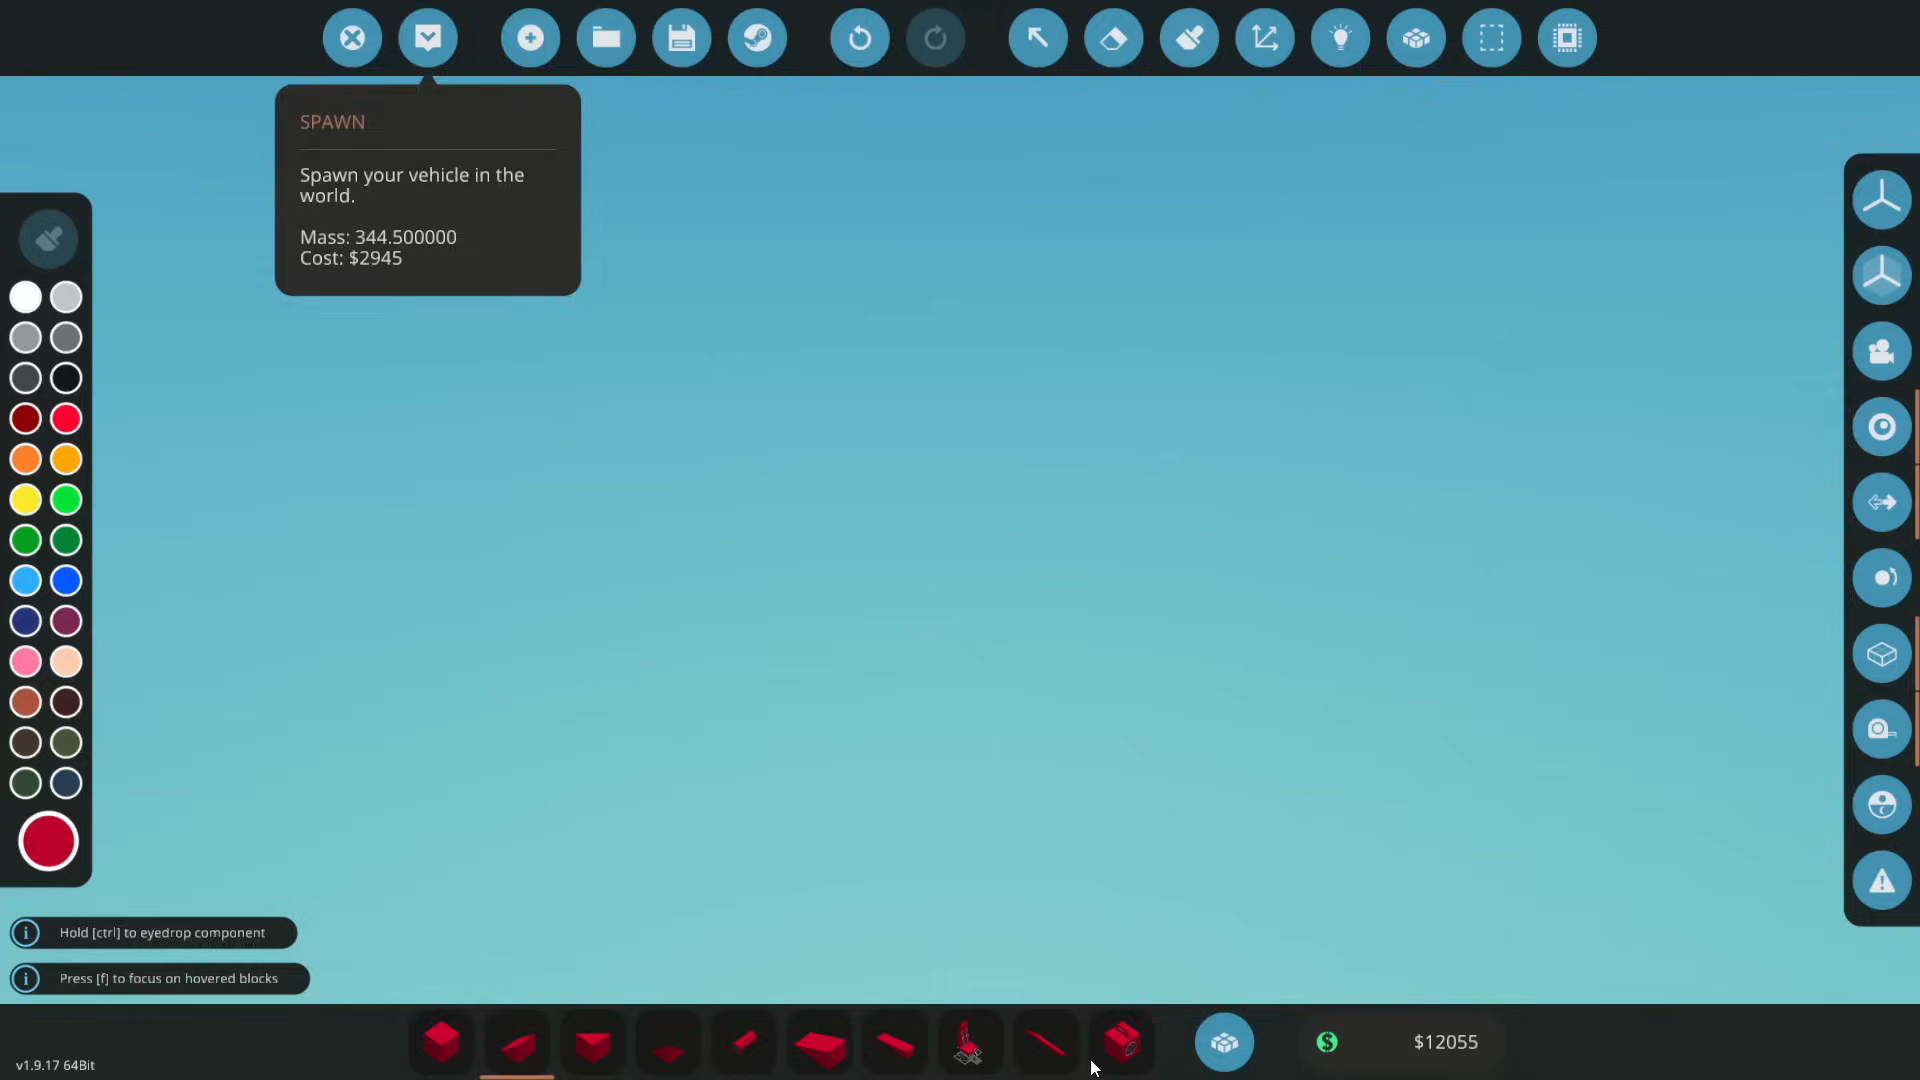 SPAWN
Spawn your vehicle in the
world.
Mass: 344.500000
Cost: $2945
Hold [ctrl] to eyedrop component
Press [f] to focus on hovered blocks
$12055
v1.9.17 64Bit